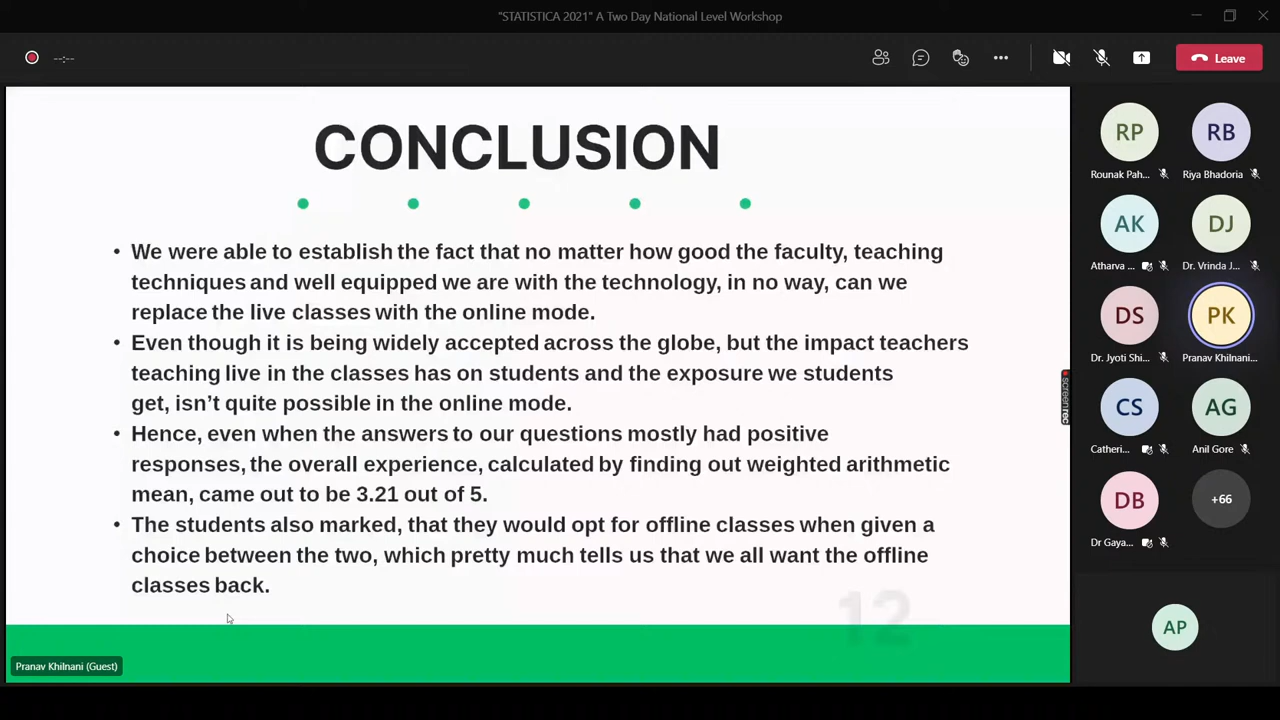 "STATISTICA 2021" A Two Day National Level Workshop
--:--
Leave
CONCLUSION
• We were able to establish the fact that no matter how good the faculty, teaching
techniques and well equipped we are with the technology, in no way, can we
replace the live classes with the online mode.
• Even though it is being widely accepted across the globe, but the impact teachers
teaching live in the classes has on students and the exposure we students
get, isn’t quite possible in the online mode.
• Hence, even when the answers to our questions mostly had positive
responses, the overall experience, calculated by finding out weighted arithmetic
mean, came out to be 3.21 out of 5.
• The students also marked, that they would opt for offline classes when given a
choice between the two, which pretty much tells us that we all want the offline
classes back.
12
Pranav Khilnani (Guest)
screenrec
RP
Rounak Pah...
RB
Riya Bhadoria
AK
Atharva ...
DJ
Dr. Vrinda J...
DS
Dr. Jyoti Shi...
PK
Pranav Khilnani...
CS
Catheri...
AG
Anil Gore
DB
Dr Gaya...
+66
AP